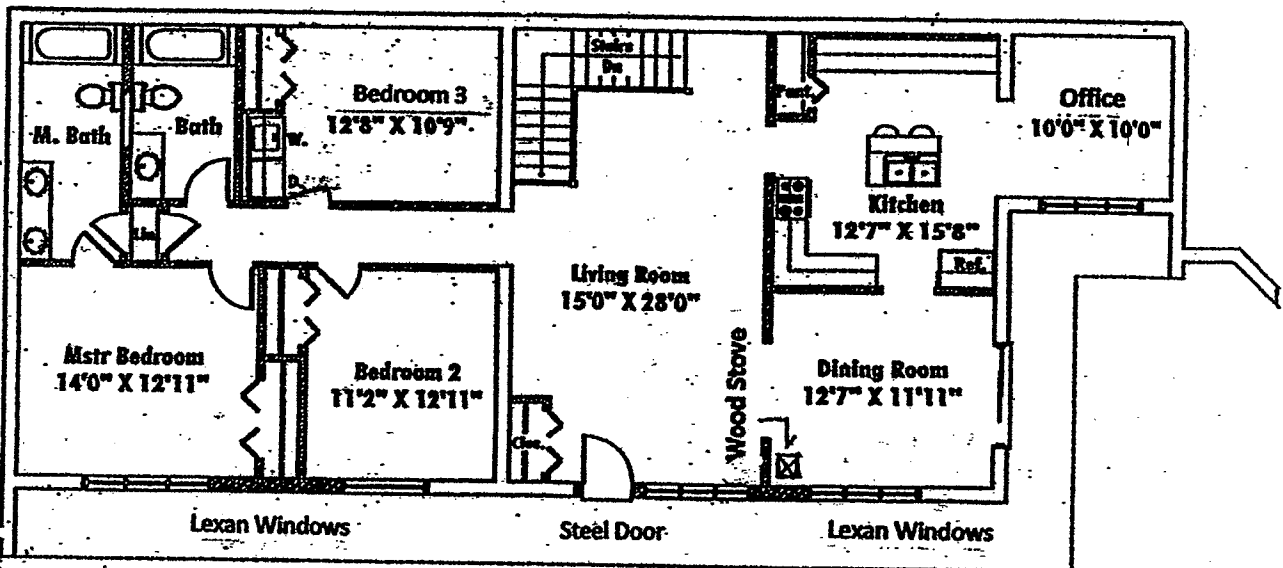 Stairs
Dn
Bedroom 3
12'8" X 10'9"
Office
10'0" X 10'0"
Pant.
M. Bath
Bath
W.
D.
Kitchen
12'7" X 15'8"
Lin
Ref.
Living Room
15'0" X 28'0"
Mstr Bedroom
14'0" X 12'11"
Bedroom 2
11'2" X 12'11"
Wood Stove
Dining Room
12'7" X 11'11"
Clos.
Lexan Windows
Steel Door
Lexan Windows